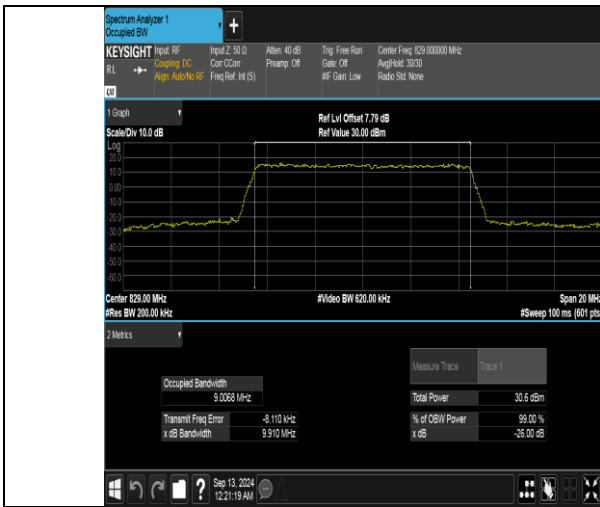 Spectrum Analyzer 1
Occupied BW
+
KEYSIGHT
RL
LXI
Input: RF
Coupling: DC
Align: Auto/No RF
Input Z: 50 Ω
Corr CCorr
Freq Ref: Int (S)
Atten: 40 dB
Preamp: Off
Trig: Free Run
Gate: Off
#IF Gain: Low
Center Freq: 829.000000 MHz
Avg|Hold: 30/30
Radio Std: None
1 Graph
Scale/Div 10.0 dB
Ref Lvl Offset 7.79 dB
Ref Value 30.00 dBm
Log
20.0
10.0
0.00
-10.0
-20.0
-30.0
-40.0
-50.0
-60.0
Center 829.00 MHz
#Video BW 620.00 kHz
Span 20 MHz
#Res BW 200.00 kHz
#Sweep 100 ms (601 pts
2 Metrics
Measure Trace
Trace 1
Occupied Bandwidth
9.0068 MHz
Total Power
30.6 dBm
Transmit Freq Error
-8.110 kHz
% of OBW Power
99.00 %
x dB Bandwidth
9.910 MHz
x dB
-26.00 dB
?
Sep 13, 2024
12:21:19 AM